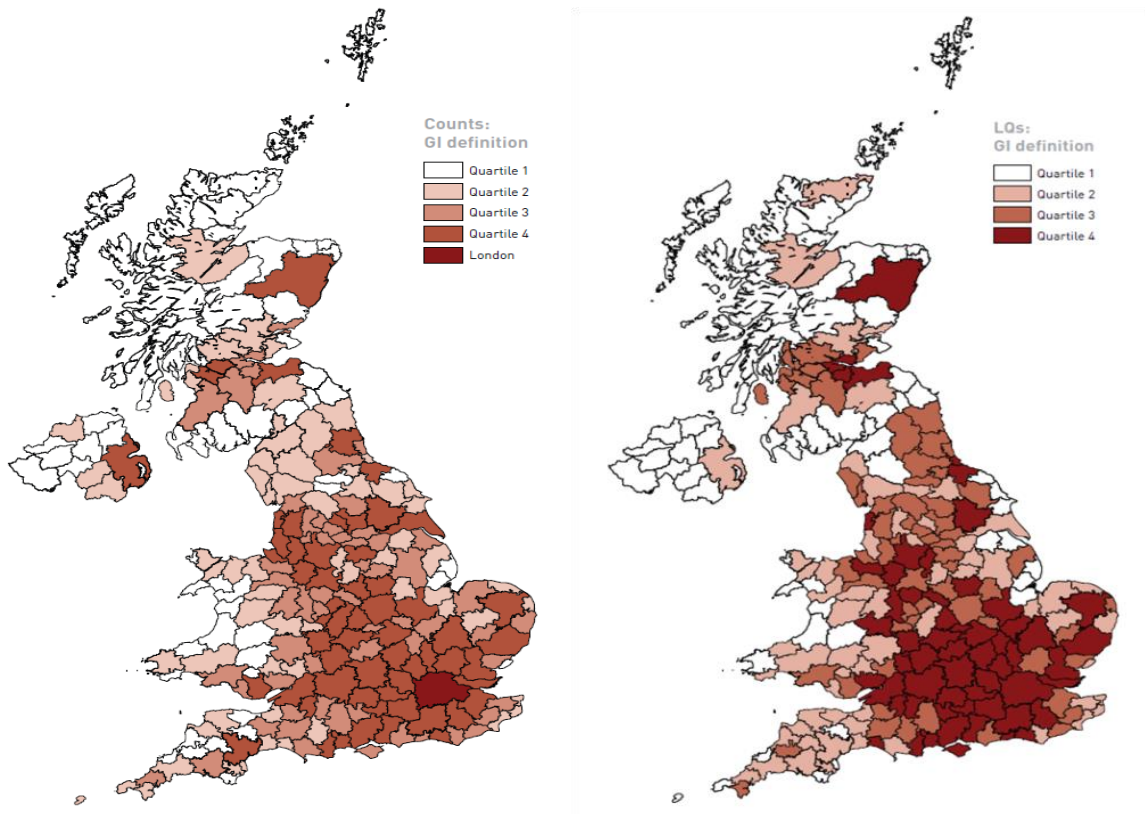 Counts:
GI definition
Quartile 1
Quartile 2
Quartile 3
Quartile 4
London
LQs:
GI definition
Quartile 1
Quartile 2
Quartile 3
Quartile 4